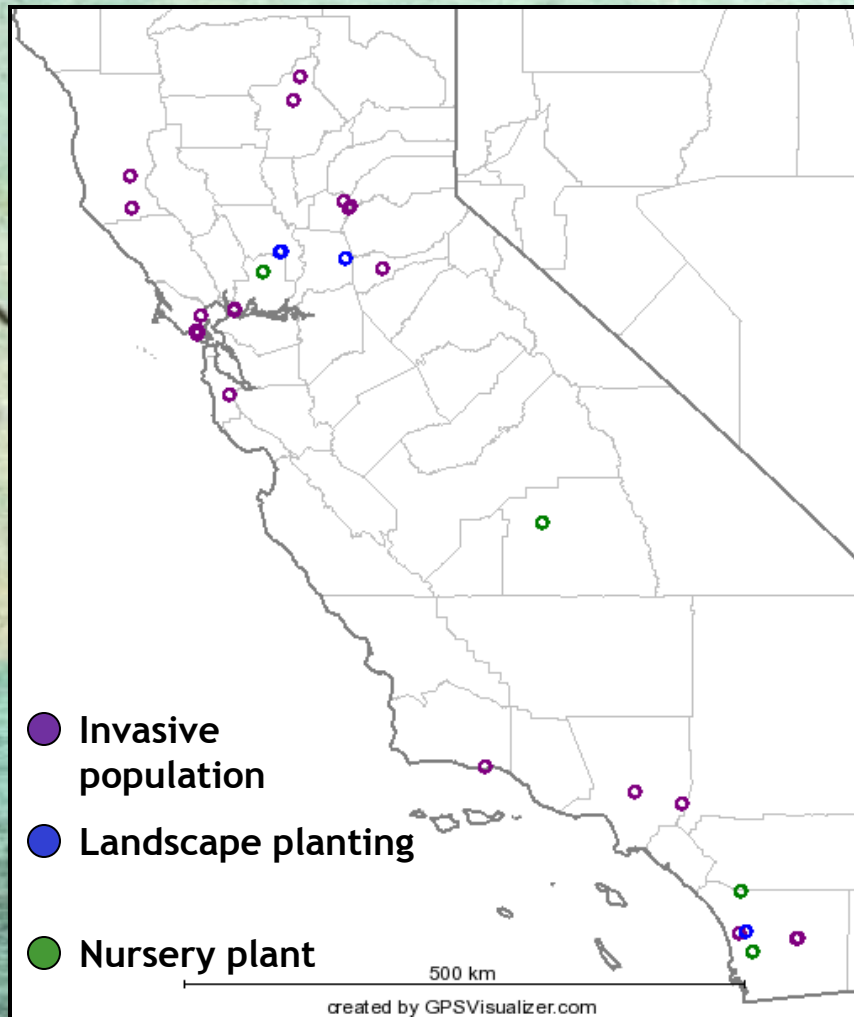 Invasive
population
Landscape planting
Nursery plant
500 km
created by GPSVisualizer.com